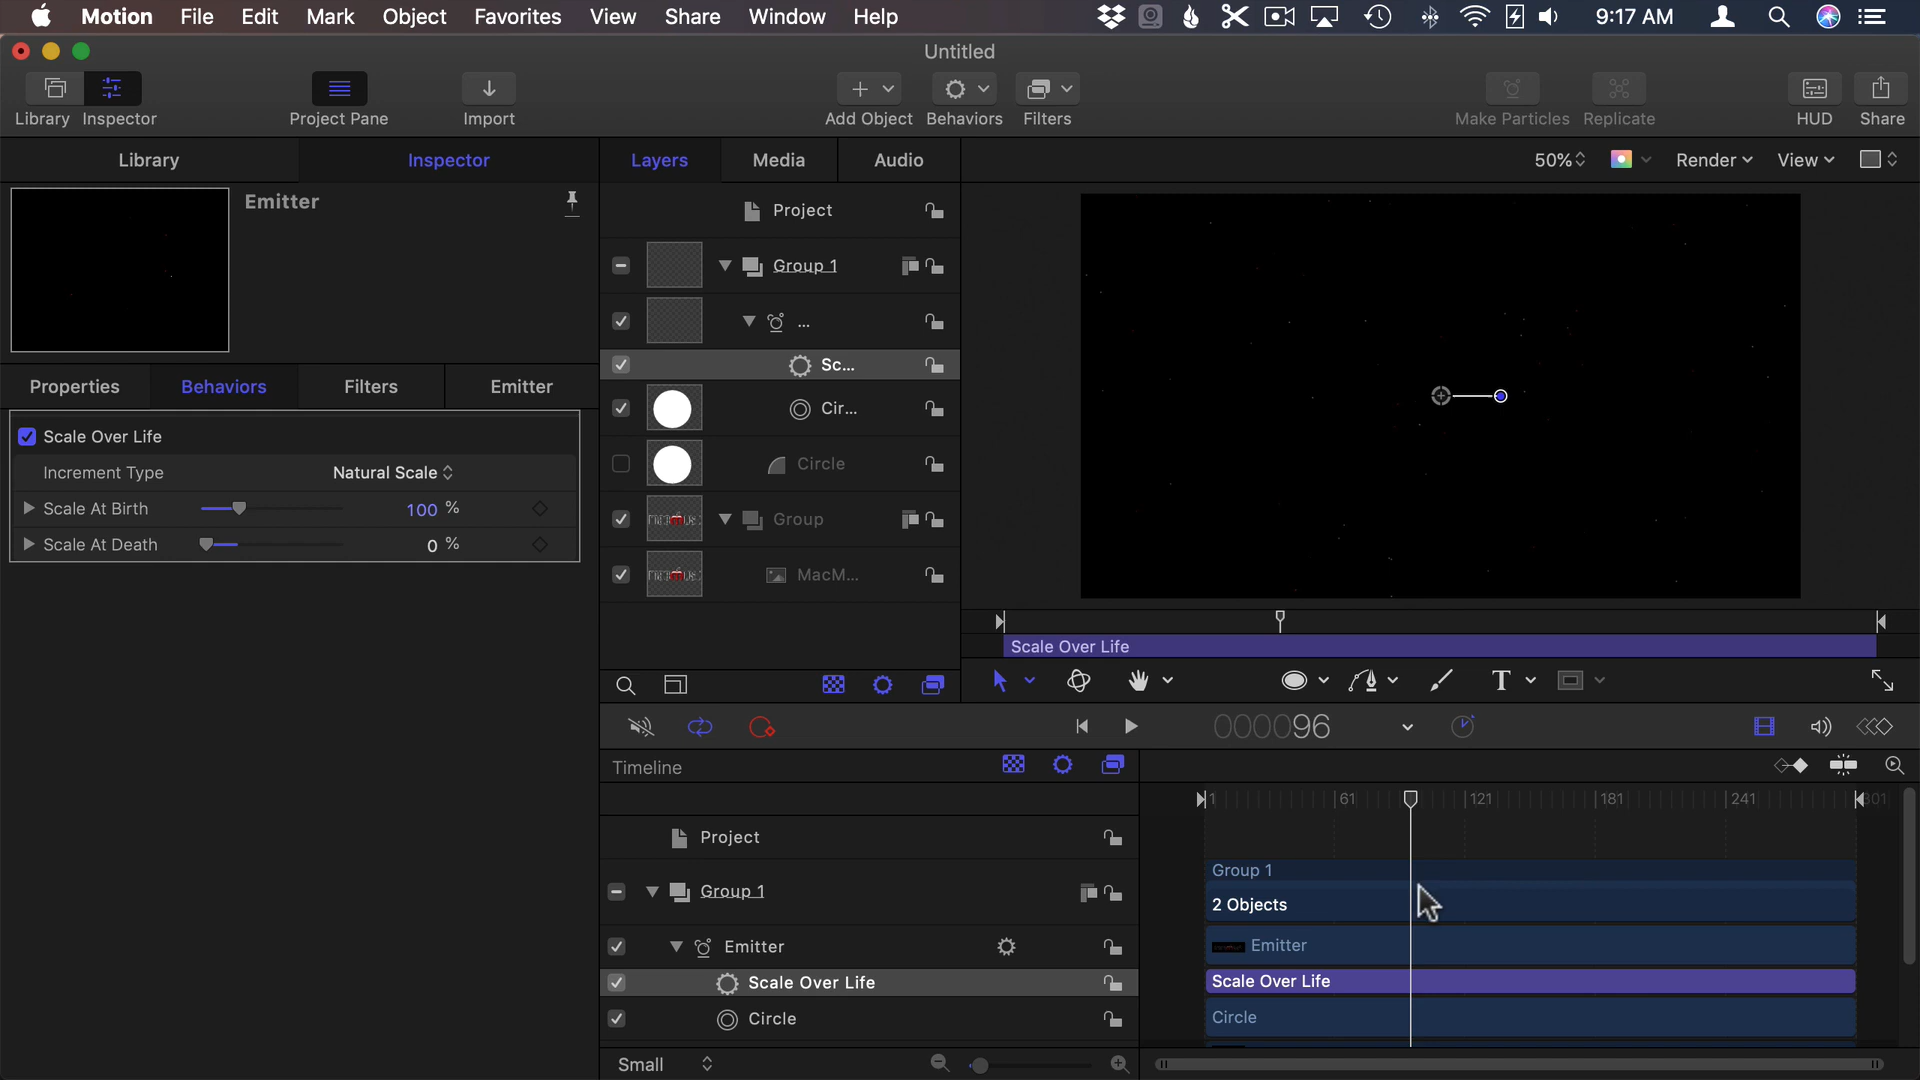 Motion File Edit Mark Object Favorites View Share Window Help 9:17 AM
Untitled
Library Inspector Project Pane Import Add Object Behaviors Filters Make Particles Replicate HUD Share
Library Inspector Layers Media Audio 50% Render View
Emitter
Project
Group 1
...
Sc...
Cir...
Circle
Group
MacM...
Properties Behaviors Filters Emitter
Scale Over Life
Increment Type Natural Scale
Scale At Birth 100 %
Scale At Death 0 %
Scale Over Life
T
000096
Timeline
1 61 121 181 241 301
Project
Group 1
Group 1
2 Objects
Emitter
Emitter
Scale Over Life
Scale Over Life
Circle
Circle
Small